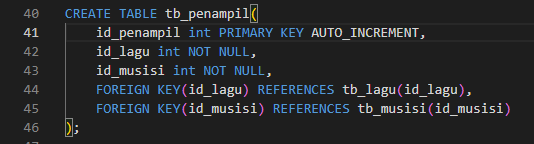 40 CREATE TABLE tb_penampil(
41 id_penampil int PRIMARY KEY AUTO_INCREMENT,
42 id_lagu int NOT NULL,
43 id_musisi int NOT NULL,
44 FOREIGN KEY(id_lagu) REFERENCES tb_lagu(id_lagu),
45 FOREIGN KEY(id_musisi) REFERENCES tb_musisi(id_musisi)
46 );